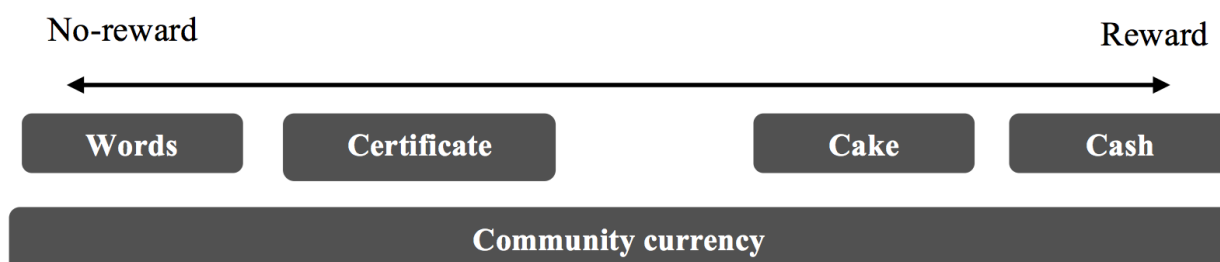 No-reward
Reward
Words
Certificate
Cake
Cash
Community currency